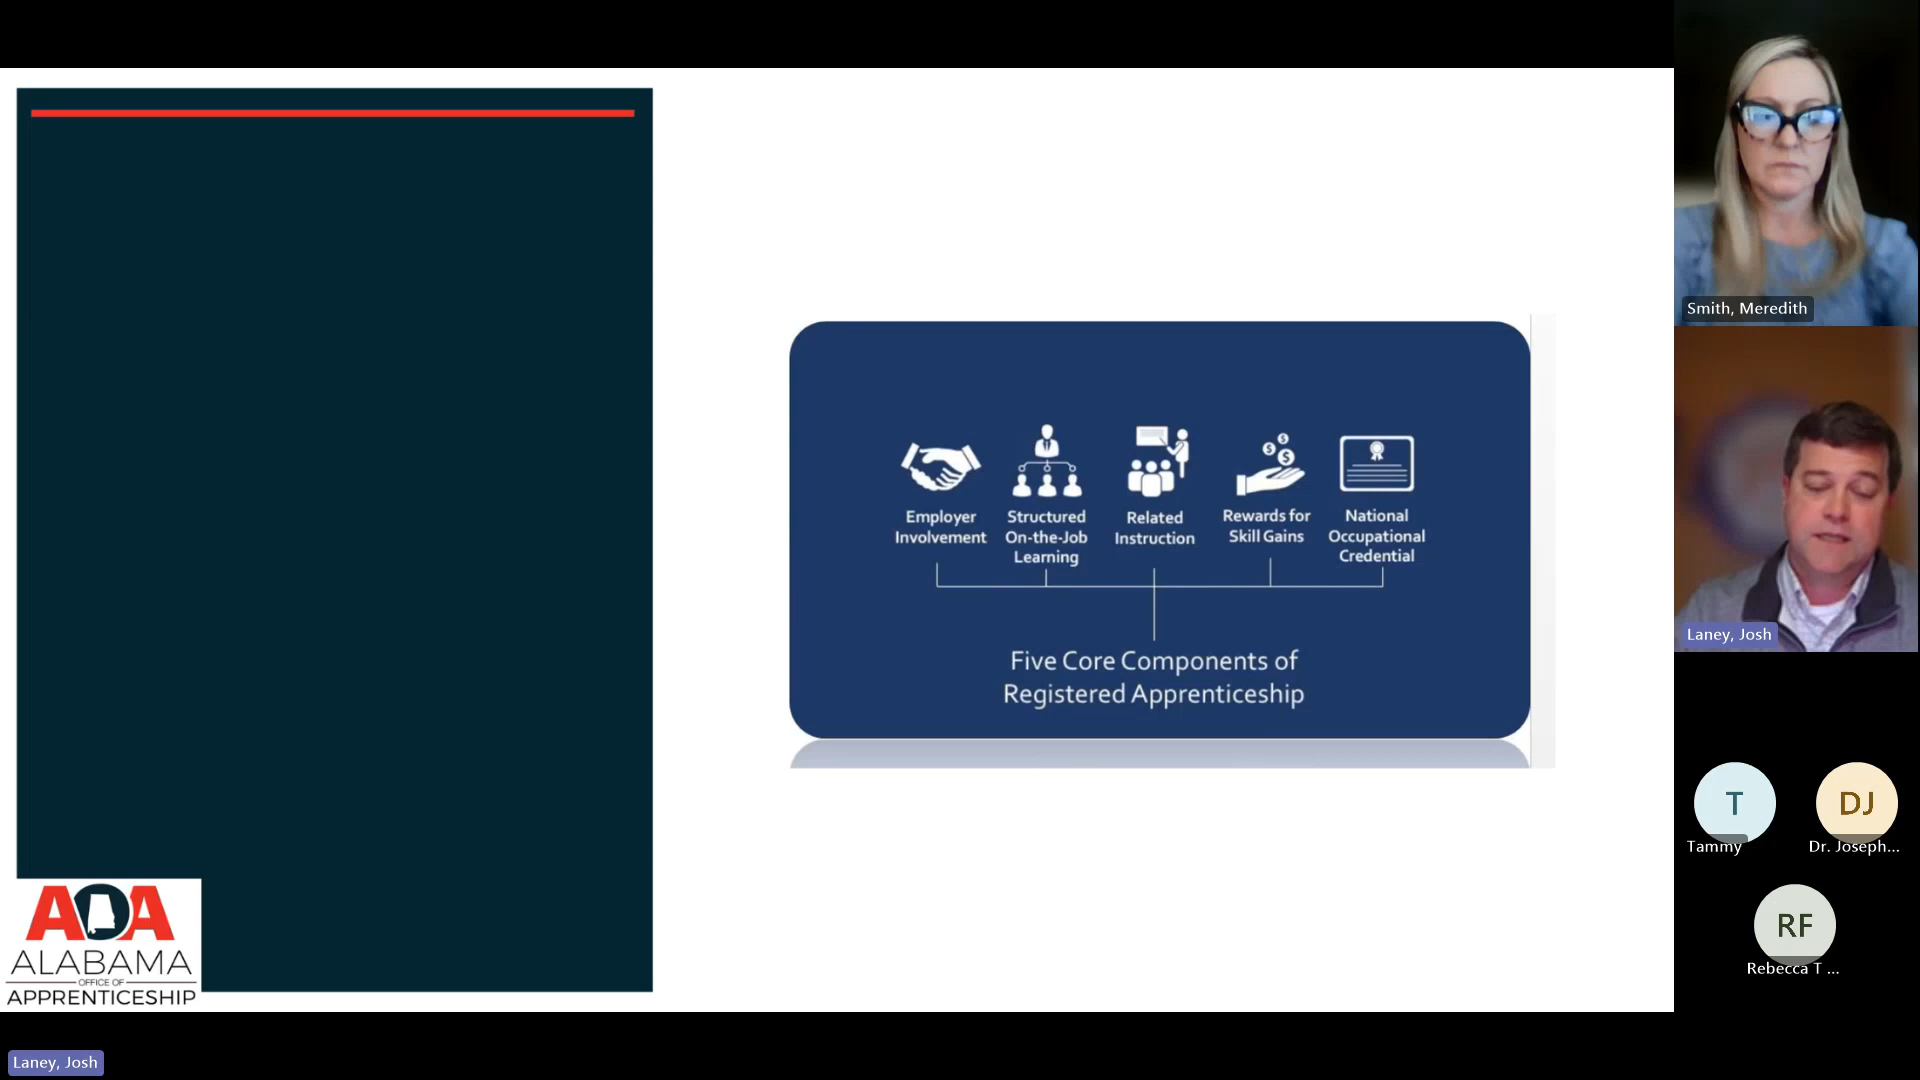 Employer
Involvement
Structured
On-the-Job
Learning
Related
Instruction
Rewards for
Skill Gains
National
Occupational
Credential
Five Core Components of
Registered Apprenticeship
AOA
ALABAMA
OFFICE OF
APPRENTICESHIP
Laney, Josh
Smith, Meredith
Laney, Josh
T
Tammy
DJ
Dr. Joseph...
RF
Rebecca T ...